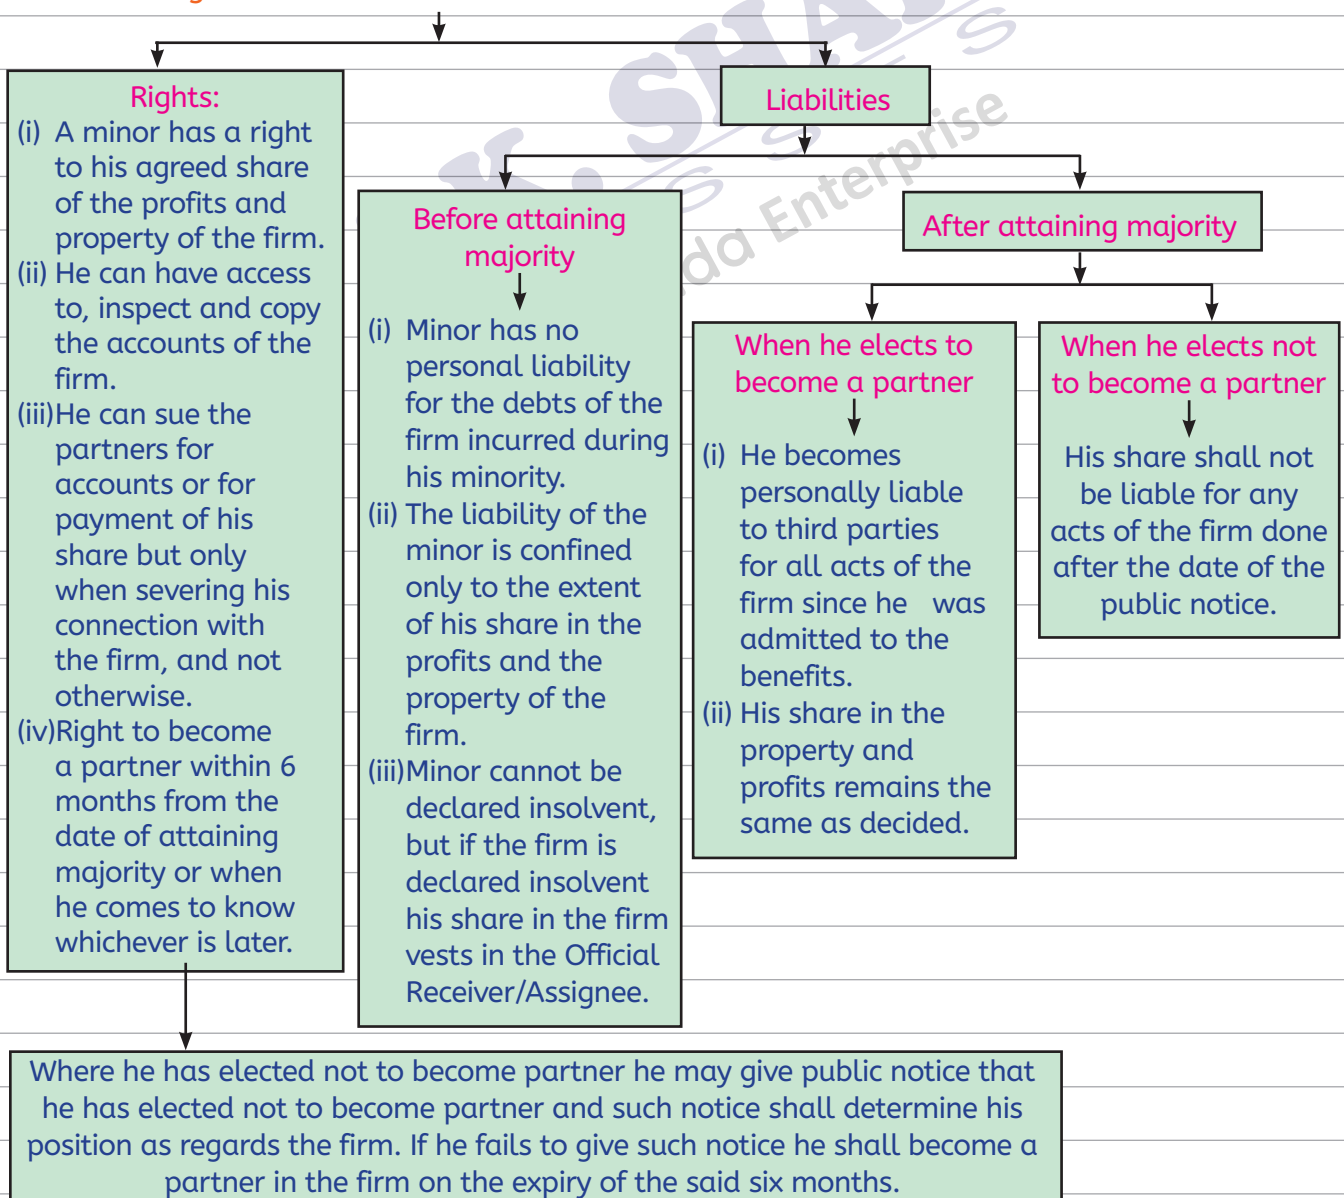 Rights:
(i) A minor has a right
to his agreed share
of the profits and
property of the firm.
(ii) He can have access
to, inspect and copy
the accounts of the
firm.
(iii)He can sue the
partners for
accounts or for
payment of his
share but only
when severing his
connection with
the firm, and not
otherwise.
(iv)Right to become
a partner within 6
months from the
date of attaining
majority or when
he comes to know
whichever is later.
Liabilities
Before attaining
majority
(i) Minor has no
personal liability
for the debts of the
firm incurred during
his minority.
(ii) The liability of the
minor is confined
only to the extent
of his share in the
profits and the
property of the
firm.
(iii)Minor cannot be
declared insolvent,
but if the firm is
declared insolvent
his share in the firm
vests in the Official
Receiver/Assignee.
After attaining majority
When he elects to
become a partner
(i) He becomes
personally liable
to third parties
for all acts of the
firm since he was
admitted to the
benefits.
(ii) His share in the
property and
profits remains the
same as decided.
When he elects not
to become a partner
His share shall not
be liable for any
acts of the firm done
after the date of the
public notice.
Where he has elected not to become partner he may give public notice that
he has elected not to become partner and such notice shall determine his
position as regards the firm. If he fails to give such notice he shall become a
partner in the firm on the expiry of the said six months.
Enterprise